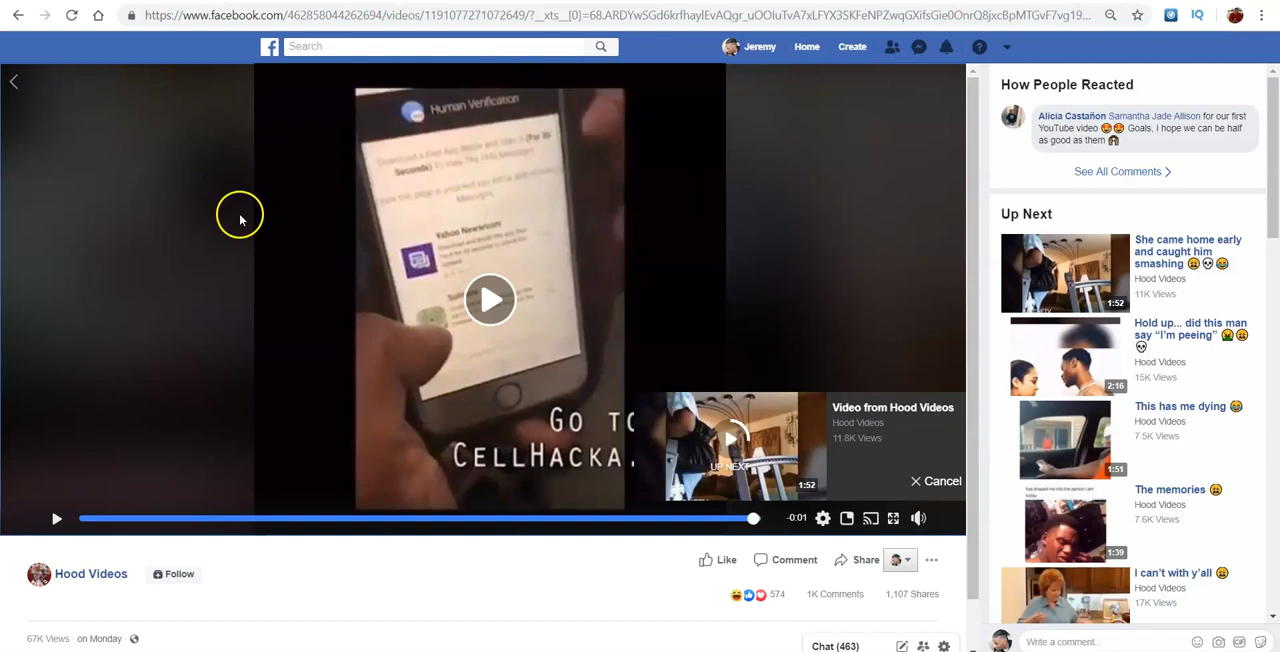 https://www.facebook.com/462858044262694/videos/1191077201072649/?__xts__[0]=68.
IQ
f
Search
Jeremy
Home
Create
?
Human Verification
Yahoo Newsroom
GO TO
CELLHACKA.
UP NEXT
1:52
Video from Hood Videos
Hood Videos
11.8K Views
Cancel
-0:01
Hood Videos
Follow
Like
Comment
Share
574
1K Comments
1,107 Shares
67K Views
on Monday
Chat (463)
How People Reacted
Alicia Castañon Samantha Jade Allison for our first
YouTube video 😍😍 Goals, I hope we can be half
as good as them
See All Comments
Up Next
She came home early
and caught him
smashing 😩💀😂
Hood Videos
11K Views
1:52
Hold up... did this man
say “I’m peeing” 🤮😩
💀
Hood Videos
15K Views
2:16
This has me dying 😂
Hood Videos
7.5K Views
1:51
The memories 😩
Hood Videos
7.6K Views
1:39
I can’t with y’all 😩
Hood Videos
17K Views
Write a comment...
GIF